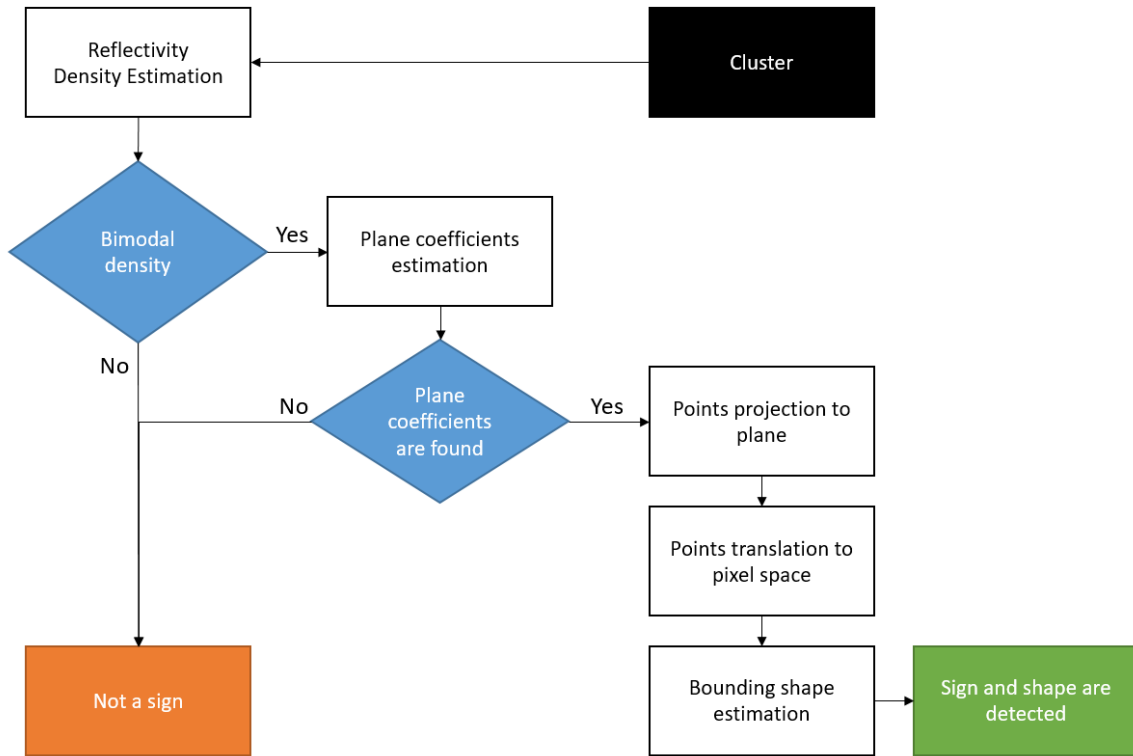 Reflectivity
Density Estimation
Cluster
Bimodal
density
Yes
Plane coefficients
estimation
No
Plane
coefficients
are found
No
Yes
Points projection to
plane
Points translation to
pixel space
Not a sign
Bounding shape
estimation
Sign and shape are
detected